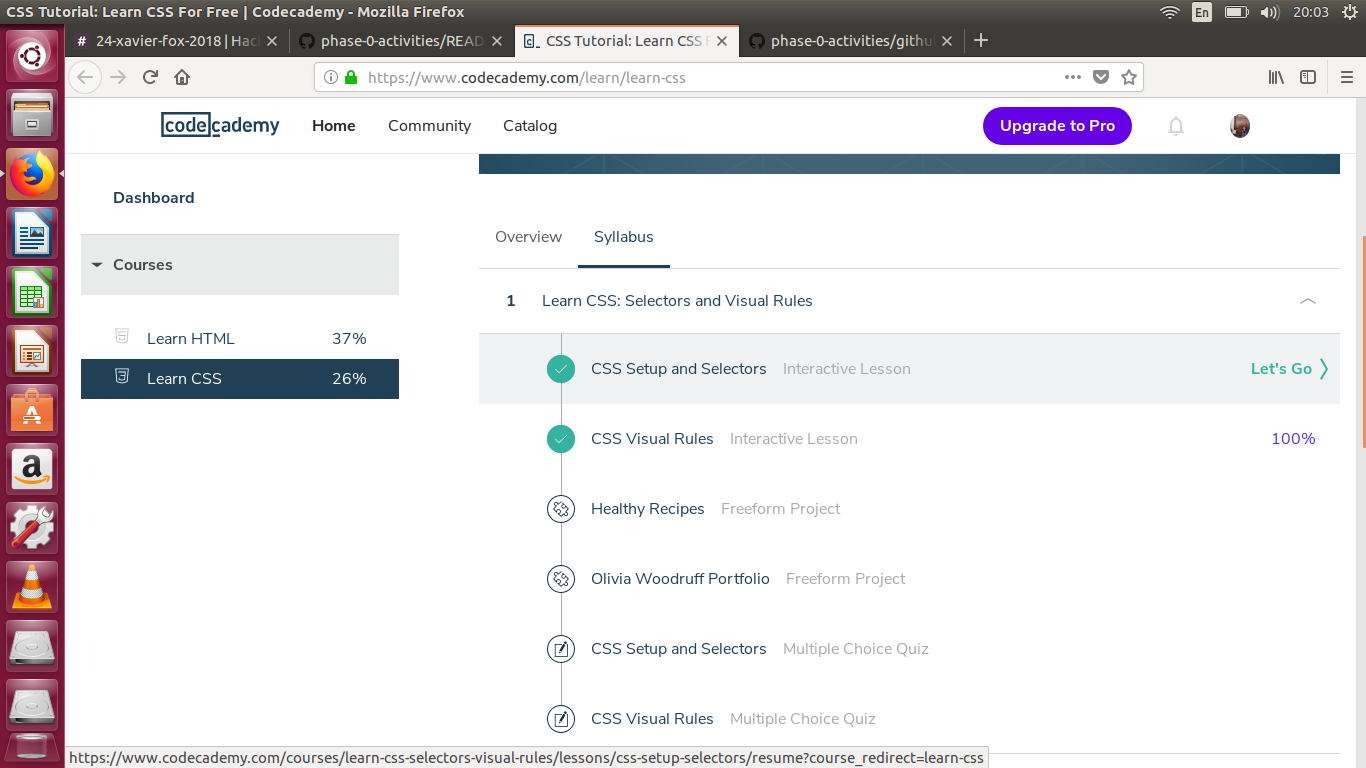 CSS Tutorial: Learn CSS For Free | Codecademy - Mozilla Firefox
En
20:03
# 24-xavier-fox-2018 | Hac
phase-0-activities/READ
CSS Tutorial: Learn CSS F
phase-0-activities/githu
https://www.codecademy.com/learn/learn-css
codecademy
Home
Community
Catalog
Upgrade to Pro
Dashboard
Courses
Learn HTML 37%
Learn CSS 26%
Overview
Syllabus
1 Learn CSS: Selectors and Visual Rules
CSS Setup and Selectors Interactive Lesson Let's Go
CSS Visual Rules Interactive Lesson 100%
Healthy Recipes Freeform Project
Olivia Woodruff Portfolio Freeform Project
CSS Setup and Selectors Multiple Choice Quiz
CSS Visual Rules Multiple Choice Quiz
https://www.codecademy.com/courses/learn-css-selectors-visual-rules/lessons/css-setup-selectors/resume?course_redirect=learn-css